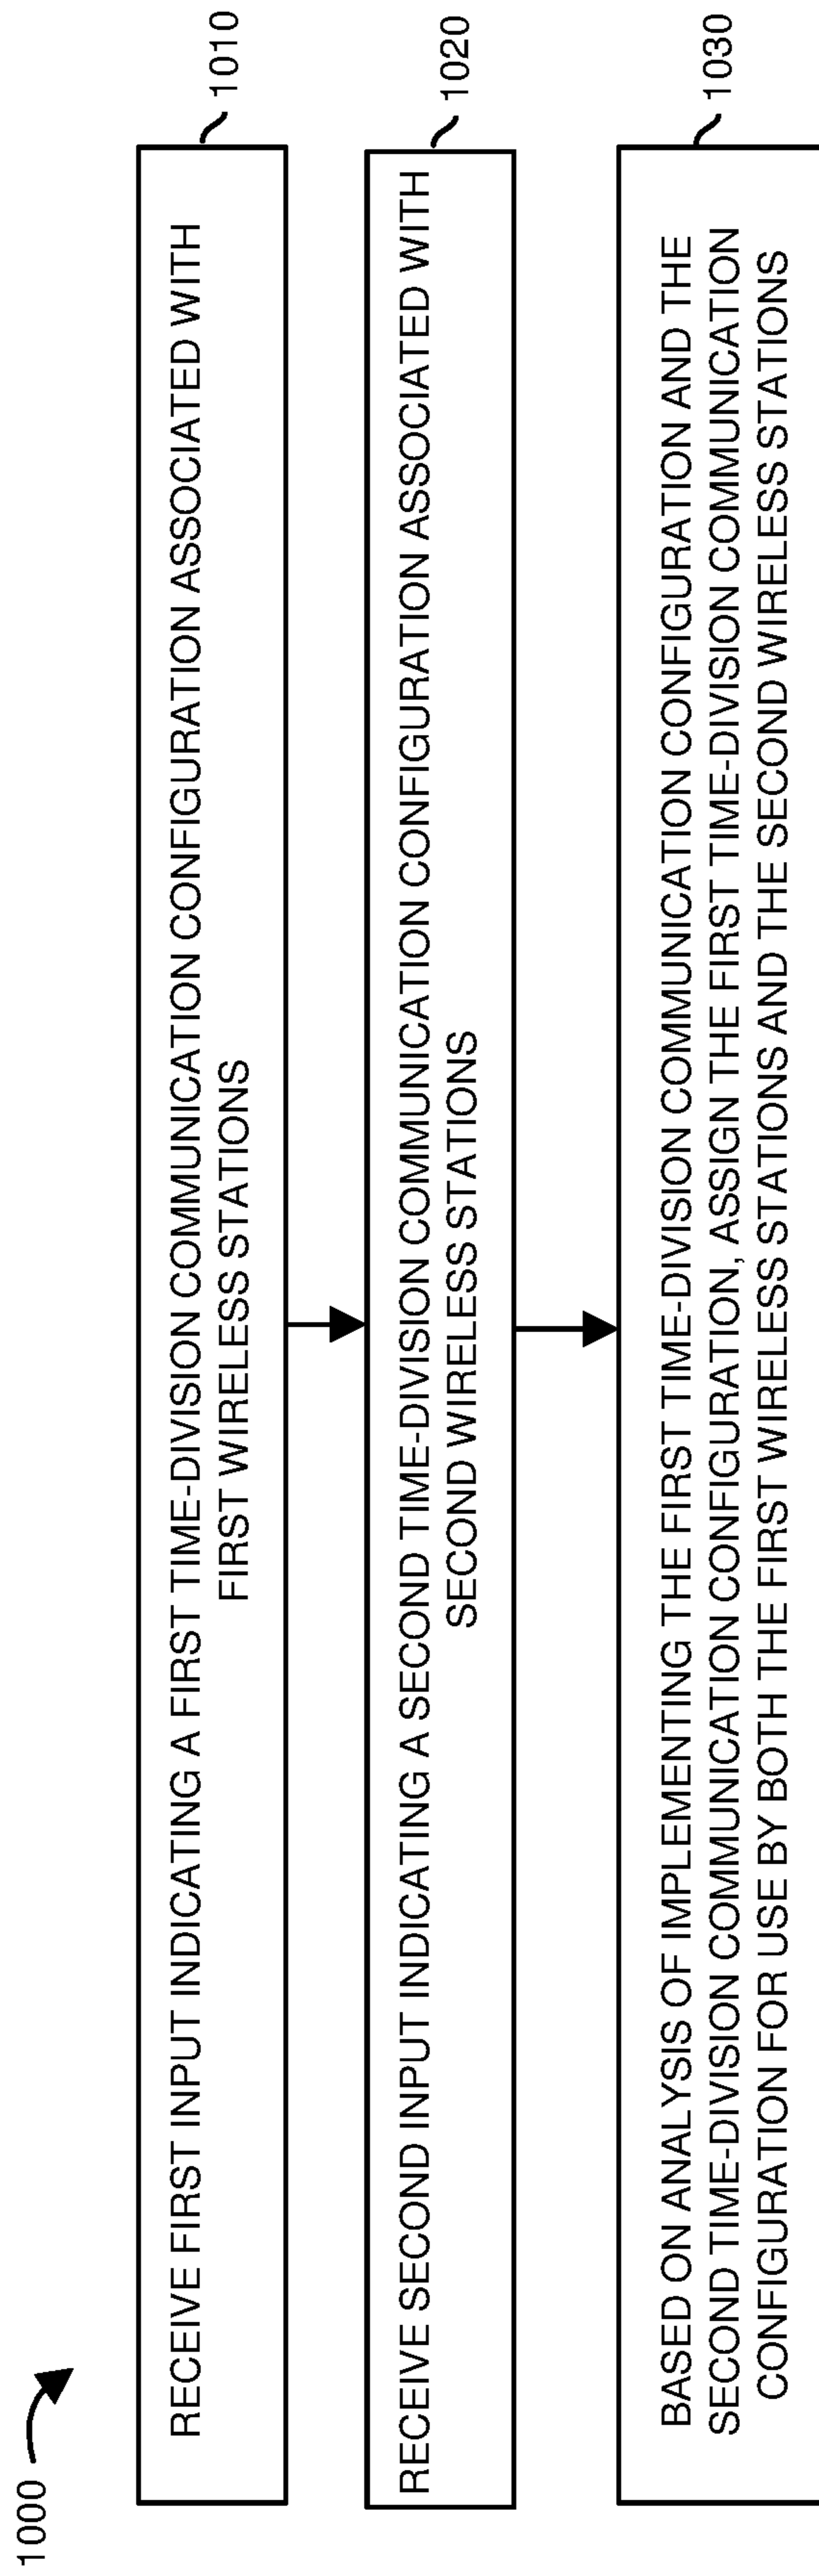 1000
RECEIVE FIRST INPUT INDICATING A FIRST TIME-DIVISION COMMUNICATION CONFIGURATION ASSOCIATED WITH
FIRST WIRELESS STATIONS
1010
RECEIVE SECOND INPUT INDICATING A SECOND TIME-DIVISION COMMUNICATION CONFIGURATION ASSOCIATED WITH
SECOND WIRELESS STATIONS
1020
BASED ON ANALYSIS OF IMPLEMENTING THE FIRST TIME-DIVISION COMMUNICATION CONFIGURATION AND THE
SECOND TIME-DIVISION COMMUNICATION CONFIGURATION, ASSIGN THE FIRST TIME-DIVISION COMMUNICATION
CONFIGURATION FOR USE BY BOTH THE FIRST WIRELESS STATIONS AND THE SECOND WIRELESS STATIONS
1030